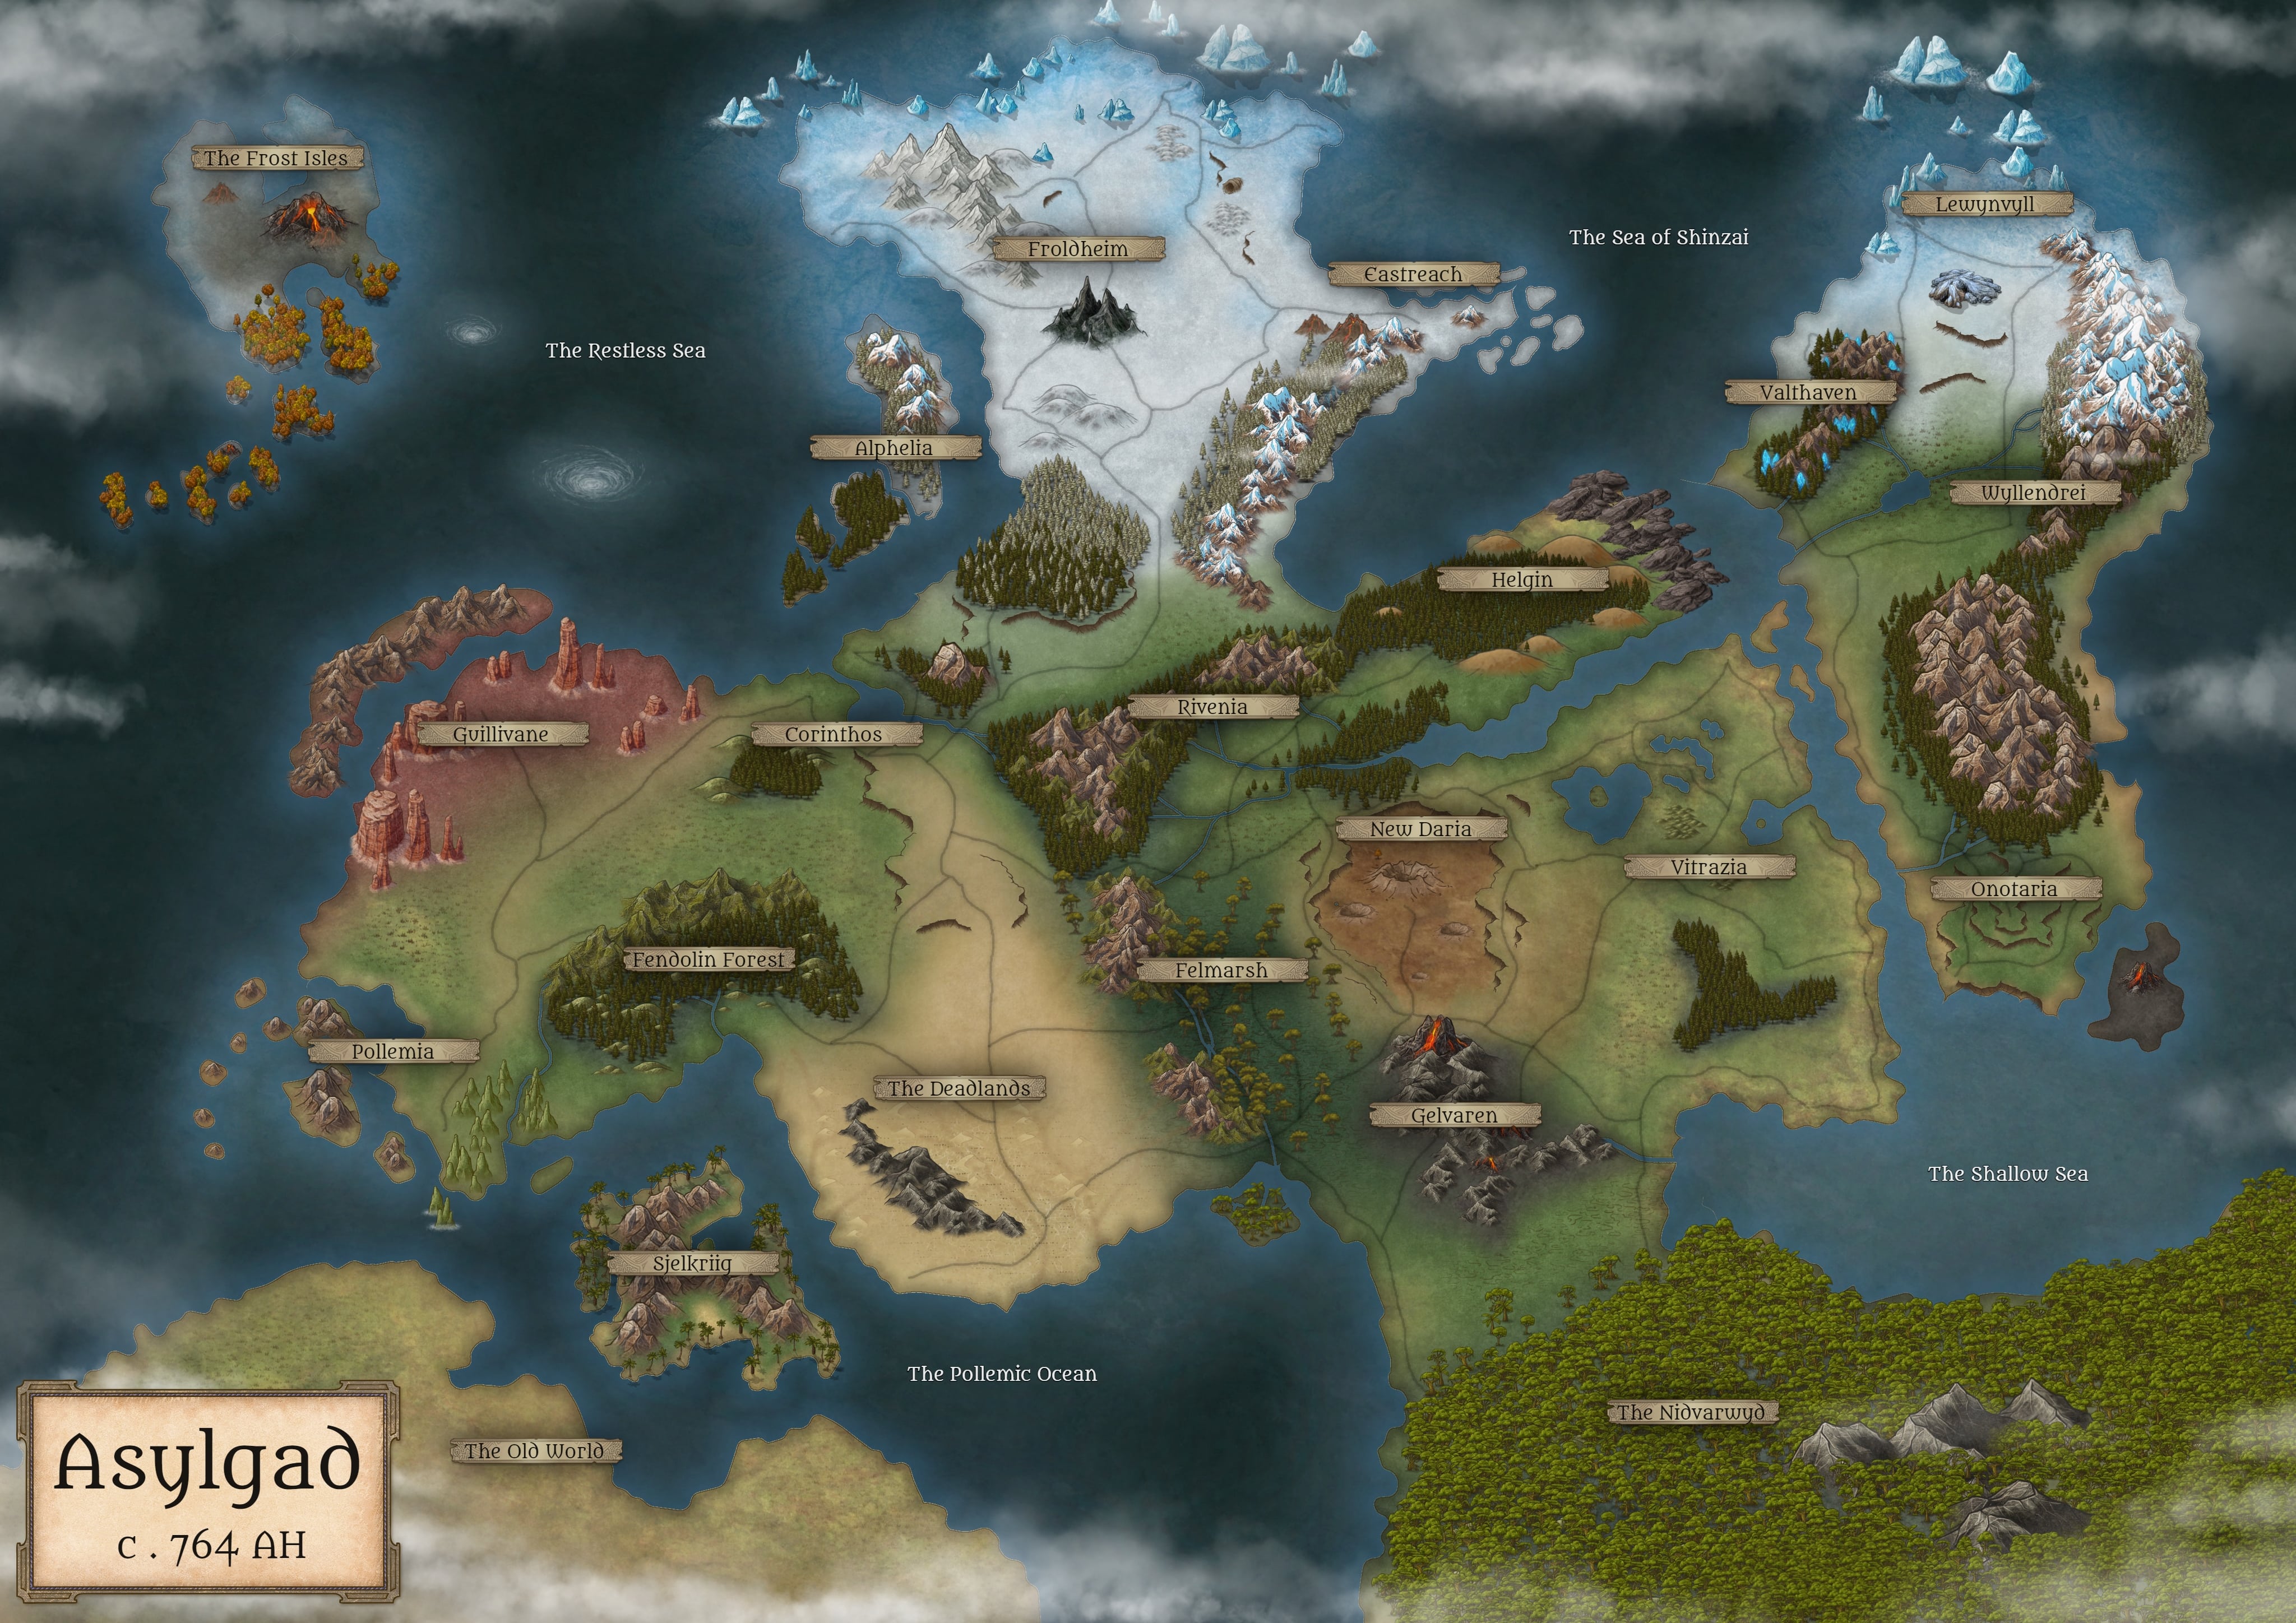 The Frost Isles
Lewynvyll
The Sea of Shinzai
Froldheim
Eastreach
The Restless Sea
Valthaven
Alphelia
Wyllendrei
Helgin
Rivenia
Guillivane
Corinthos
New Daria
Vitrazia
Onotaria
Fendolin Forest
Felmarsh
Pollemia
The Deadlands
Gelvaren
The Shallow Sea
Sjelkriig
The Pollemic Ocean
The Nidvarwyd
The Old World
Asylgad
c . 764 AH